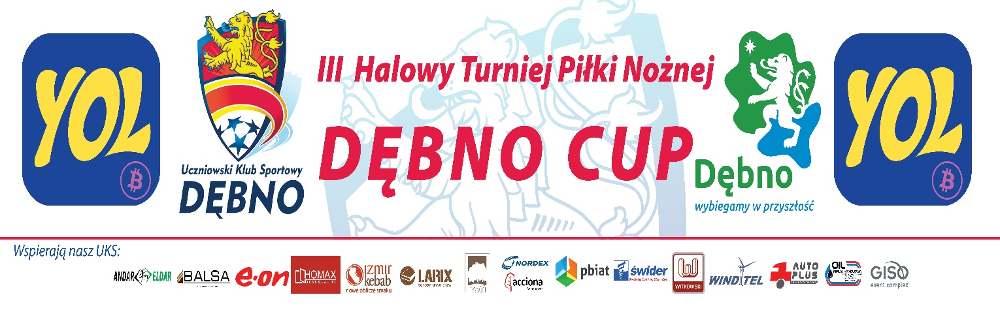 YOL
Uczniowski Klub Sportowy
DĘBNO
III Halowy Turniej Piłki Nożnej
DĘBNO CUP
Dębno
wybiegamy w przyszłość
YOL
Wspierają nasz UKS:
ANDAR ELDAR
BALSA
e·on
HOMAX
BEST QUALITY
izmir
kebab
nowe oblicze smaku
LARIX
NORDEX
acciona
pbiat
świder
WITKOWSKI
WINDTEL
AUTO
PLUS
OIL
GISO
event complex